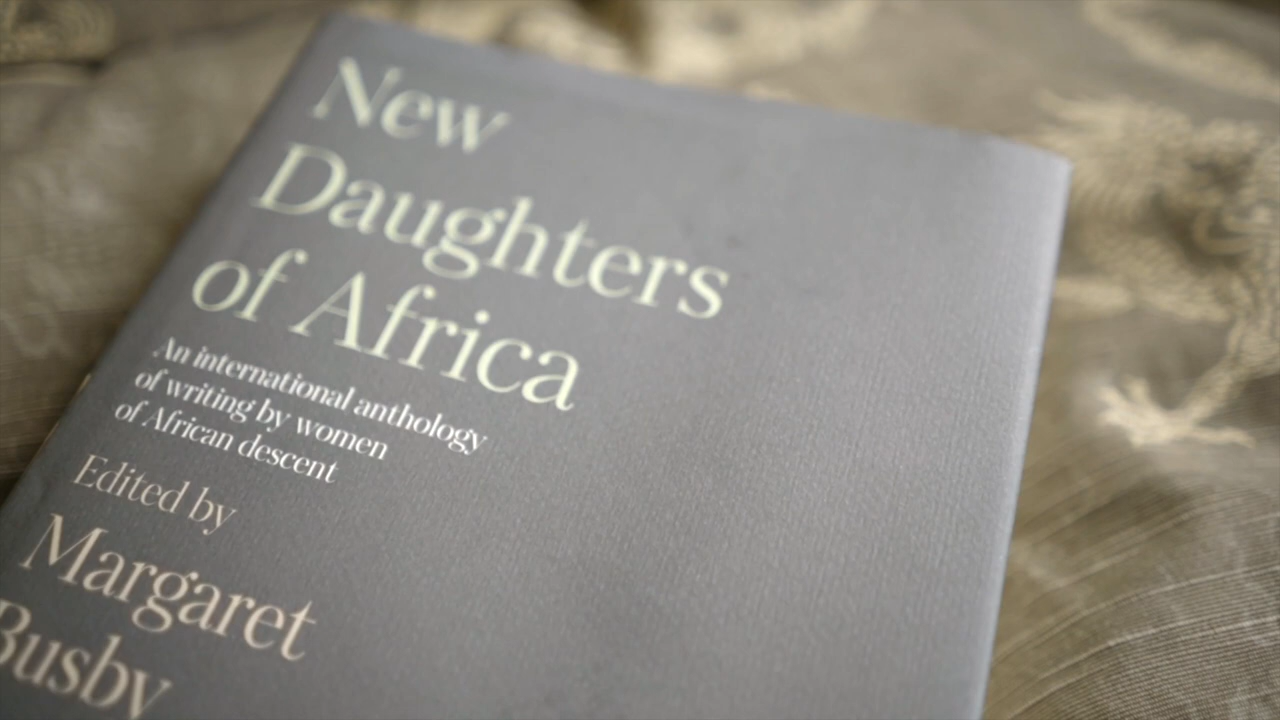 New
Daughters
of Africa
An international anthology
of writing by women
of African descent
Edited by
Margaret
Busby